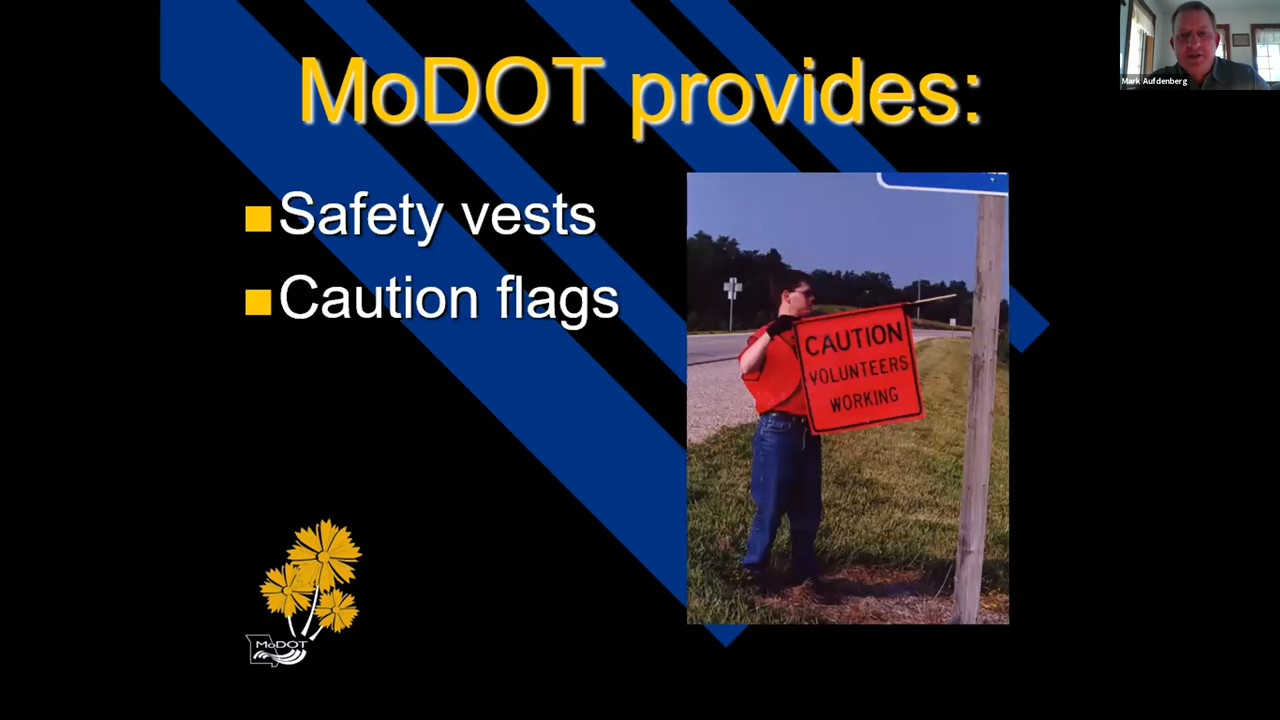 MoDOT provides:
Safety vests
Caution flags
CAUTION
VOLUNTEERS
WORKING
MoDOT
Mark Aufdenberg